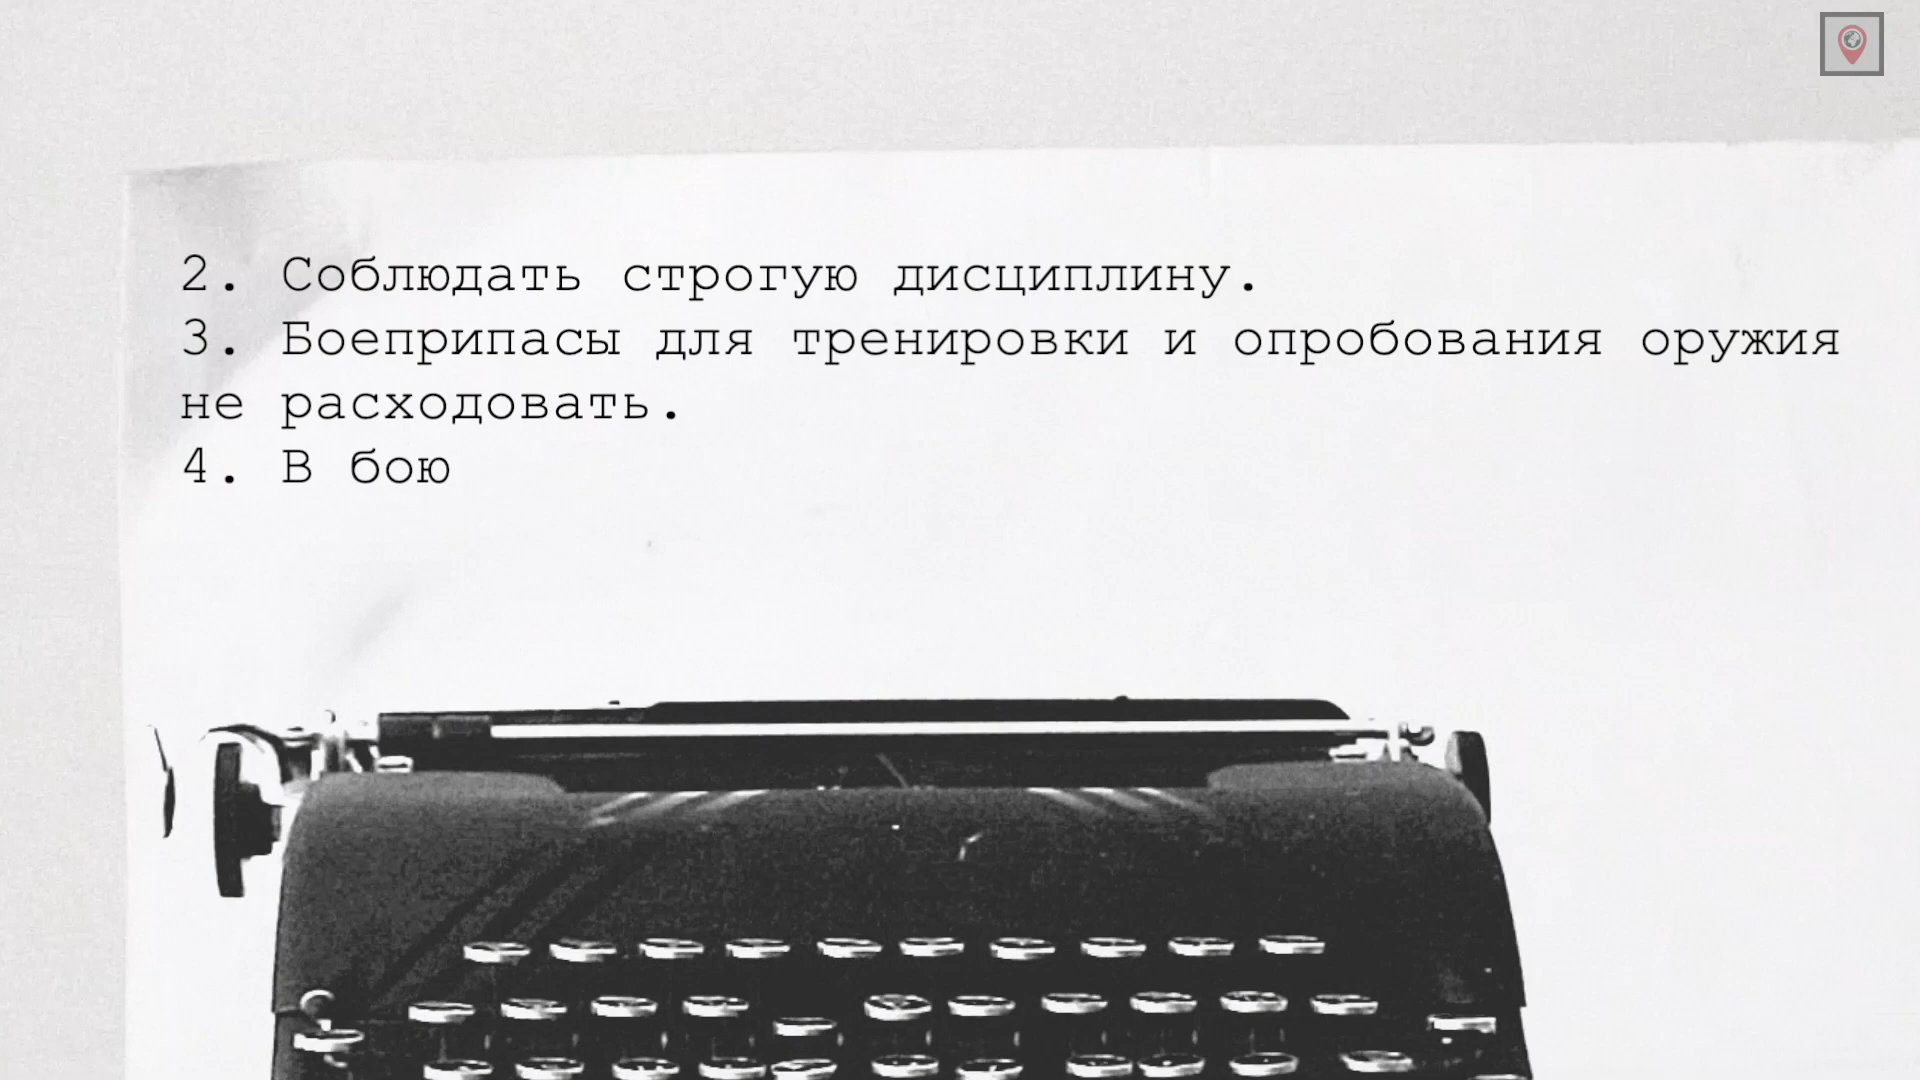 2. Соблюдать строгую дисциплину.
3. Боеприпасы для тренировки и опробования оружия
не расходовать.
4. В бою